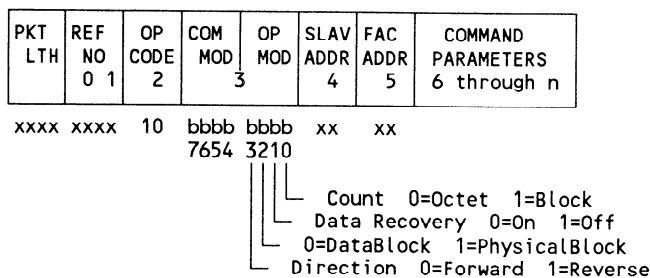 PKT REF OP COM OP SLAV FAC COMMAND
LTH NO CODE MOD MOD ADDR ADDR PARAMETERS
0 1 2 3 4 5 6 through n
xxxx xxxx 10 bbbb bbbb xx xx
7654 3210
Count 0=Octet 1=Block
Data Recovery 0=On 1=Off
0=DataBlock 1=PhysicalBlock
Direction 0=Forward 1=Reverse